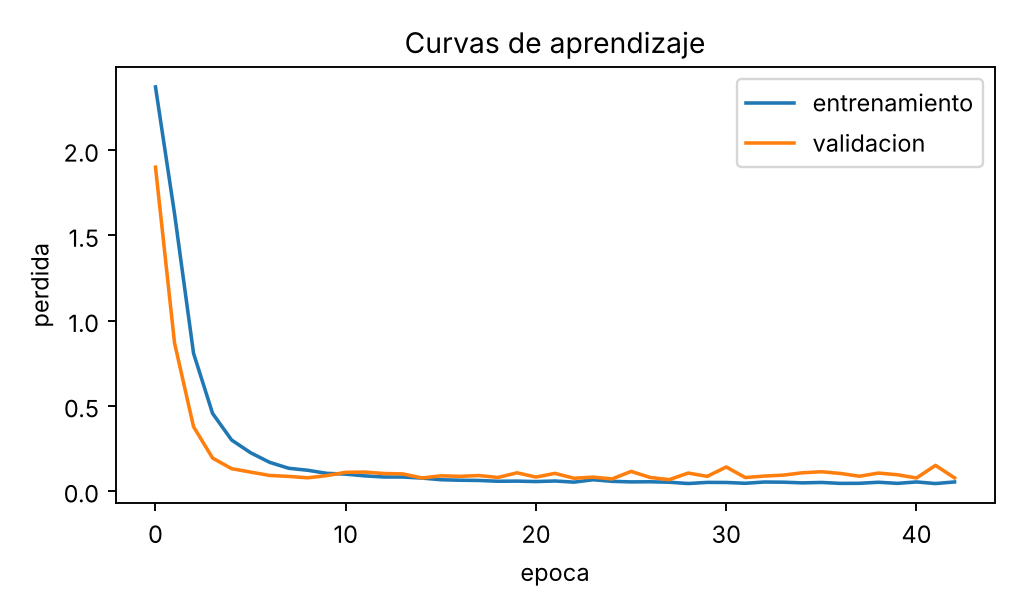 Curvas de aprendizaje
entrenamiento
validacion
perdida
2.0
1.5
1.0
0.5
0.0
0 10 20 30 40
epoca